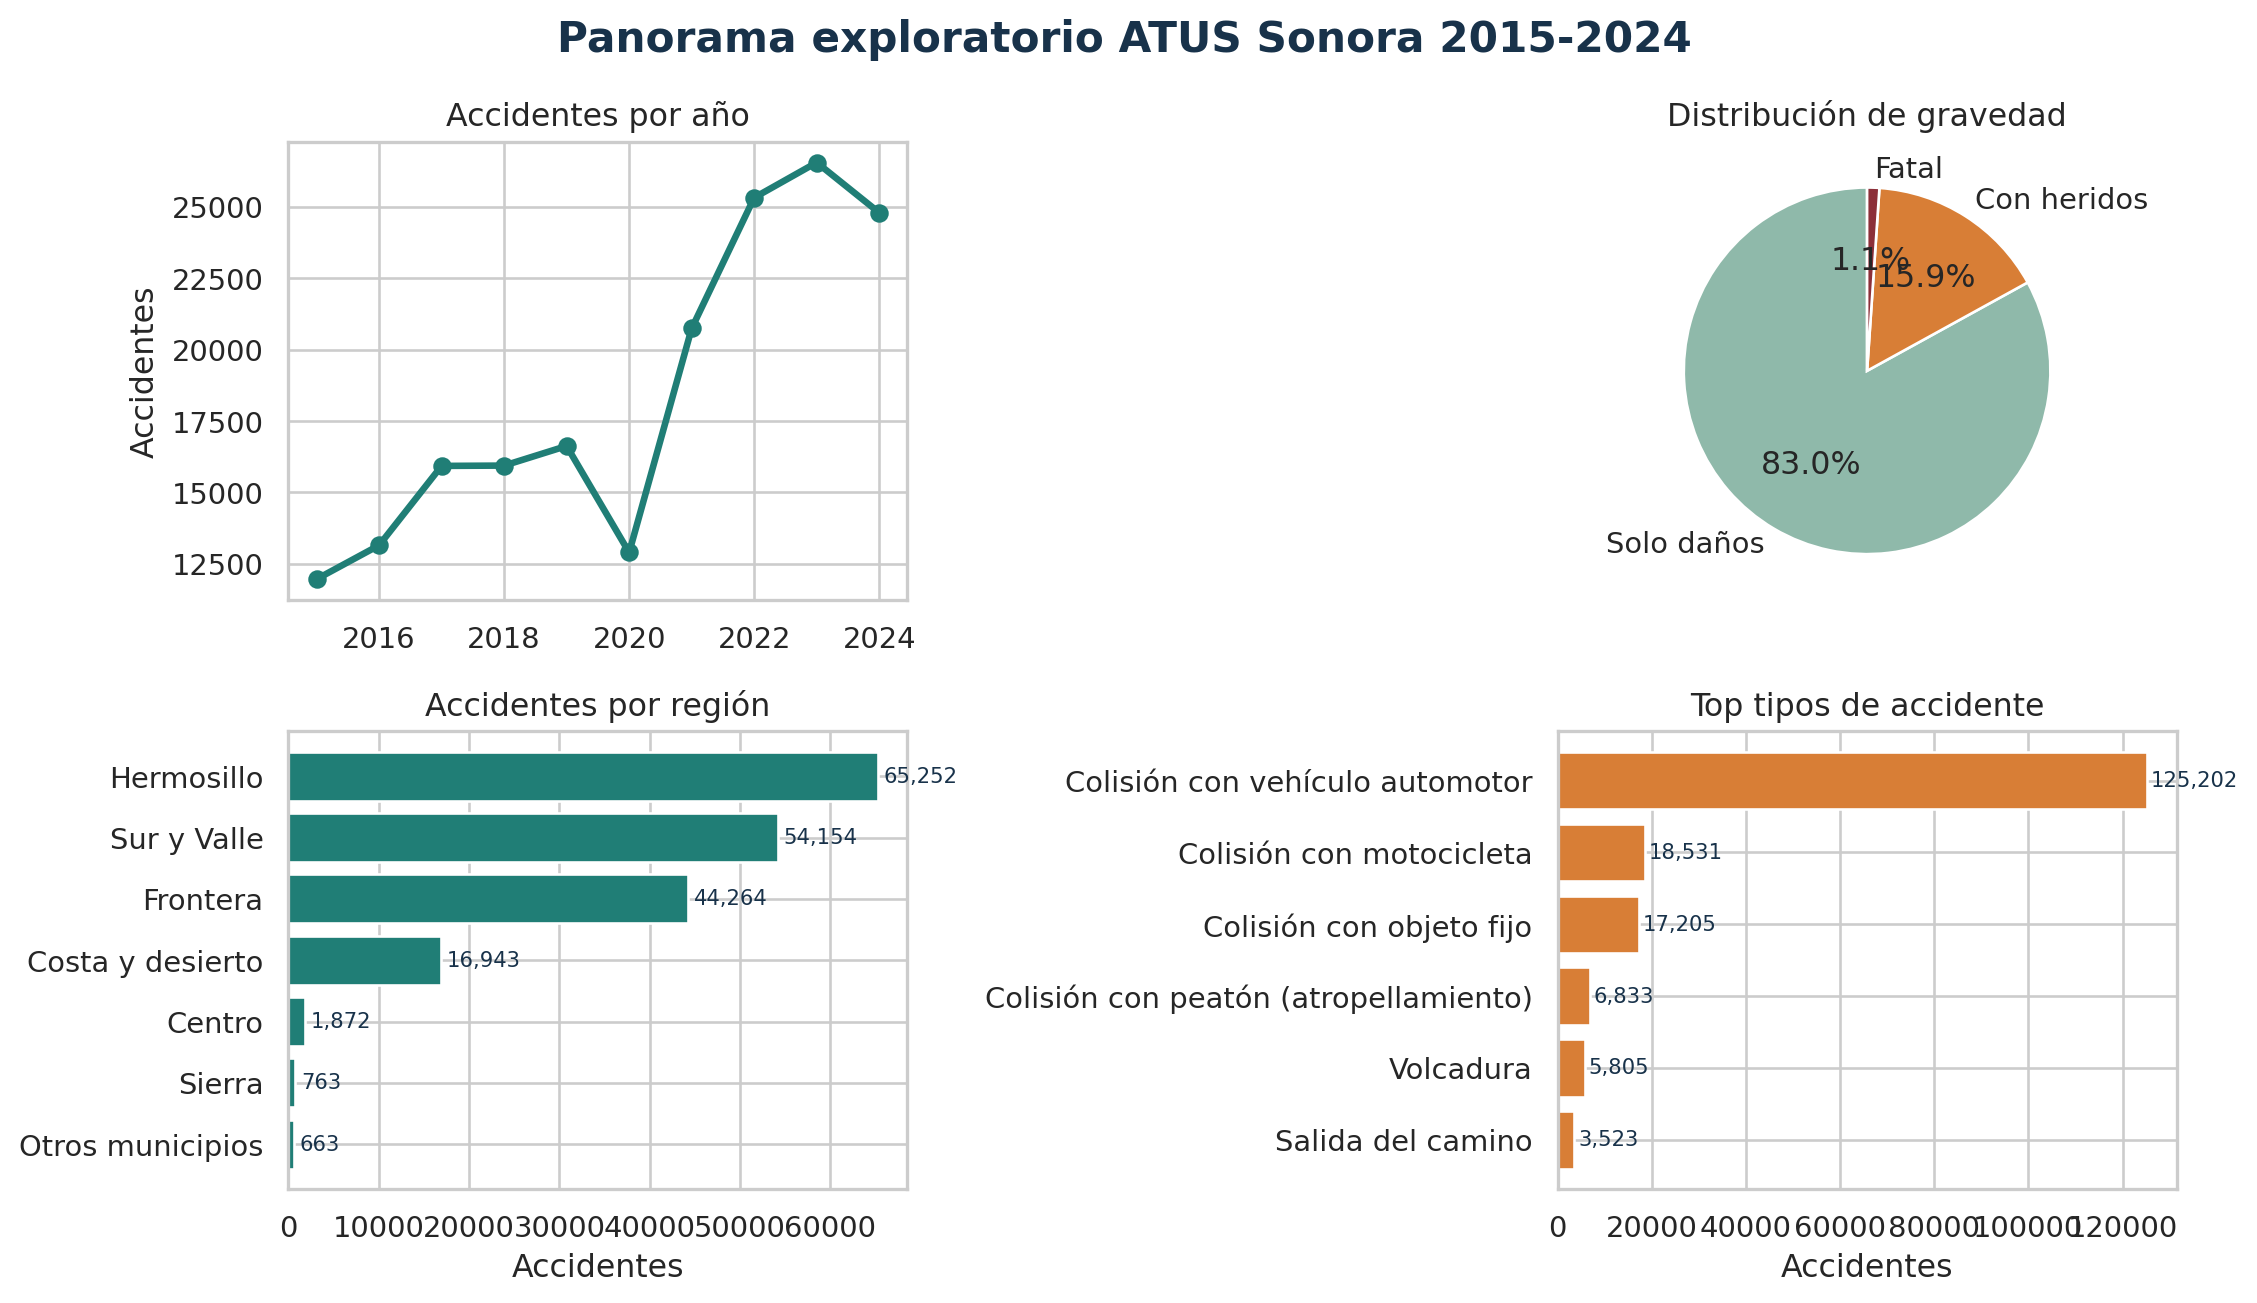 Panorama exploratorio ATUS Sonora 2015-2024
Accidentes por año
Accidentes
25000
22500
20000
17500
15000
12500
2016 2018 2020 2022 2024
Distribución de gravedad
Fatal
Con heridos
1.1%
15.9%
83.0%
Solo daños
Accidentes por región
Hermosillo 65,252
Sur y Valle 54,154
Frontera 44,264
Costa y desierto 16,943
Centro 1,872
Sierra 763
Otros municipios 663
0 10000 20000 30000 40000 50000 60000
Accidentes
Top tipos de accidente
Colisión con vehículo automotor 125,202
Colisión con motocicleta 18,531
Colisión con objeto fijo 17,205
Colisión con peatón (atropellamiento) 6,833
Volcadura 5,805
Salida del camino 3,523
0 20000 40000 60000 80000 100000 120000
Accidentes